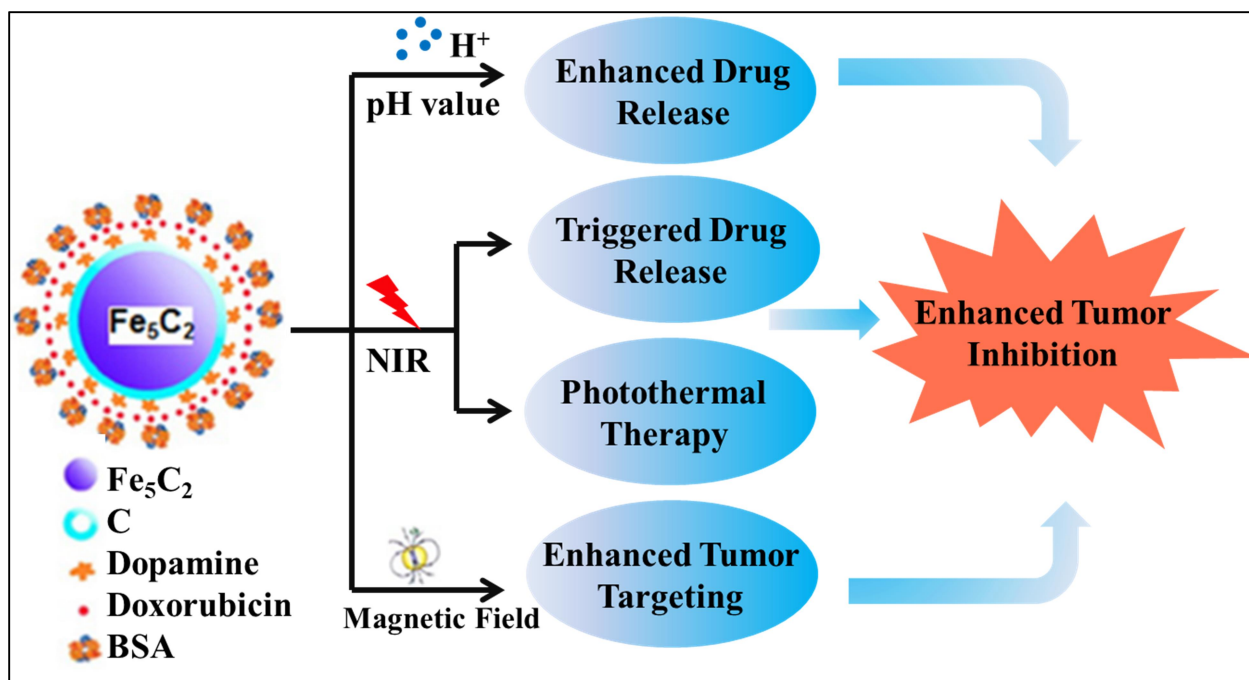 H⁺
pH value
Enhanced Drug
Release
Triggered Drug
Release
NIR
Photothermal
Therapy
Magnetic Field
Enhanced Tumor
Targeting
Enhanced Tumor
Inhibition
Fe₅C₂
Fe₅C₂
C
Dopamine
Doxorubicin
BSA